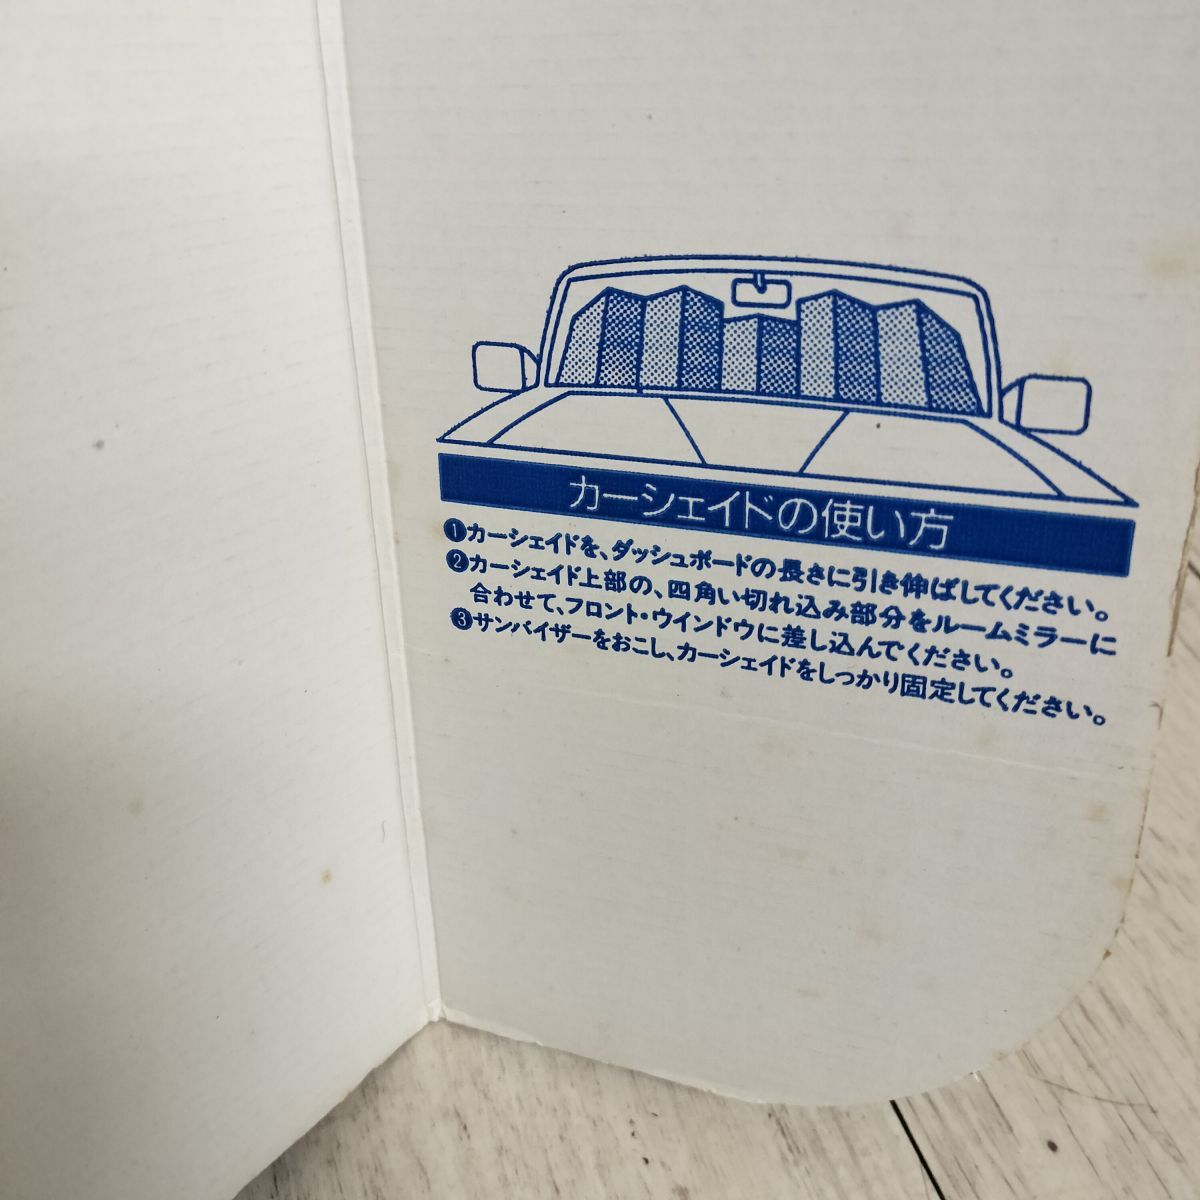 カーシェイドの使い方
❶カーシェイドを、ダッシュボードの長さに引き伸ばしてください。
❷カーシェイド上部の、四角い切れ込み部分をルームミラーに
合わせて、フロント・ウインドウに差し込んでください。
❸サンバイザーをおこし、カーシェイドをしっかり固定してください。